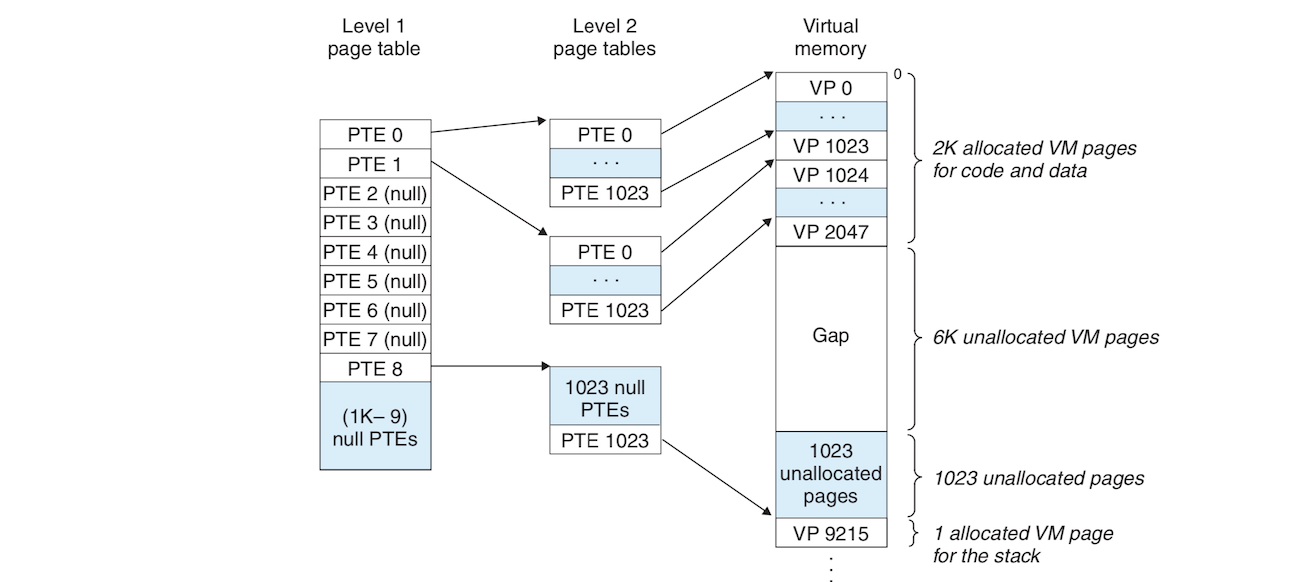 Level 1
page table
Level 2
page tables
Virtual
memory
PTE 0
PTE 1
PTE 2 (null)
PTE 3 (null)
PTE 4 (null)
PTE 5 (null)
PTE 6 (null)
PTE 7 (null)
PTE 8
(1K– 9)
null PTEs
PTE 0
. . .
PTE 1023
PTE 0
. . .
PTE 1023
1023 null
PTEs
PTE 1023
0
VP 0
. . .
VP 1023
VP 1024
. . .
VP 2047
Gap
1023
unallocated
pages
VP 9215
2K allocated VM pages
for code and data
6K unallocated VM pages
1023 unallocated pages
1 allocated VM page
for the stack